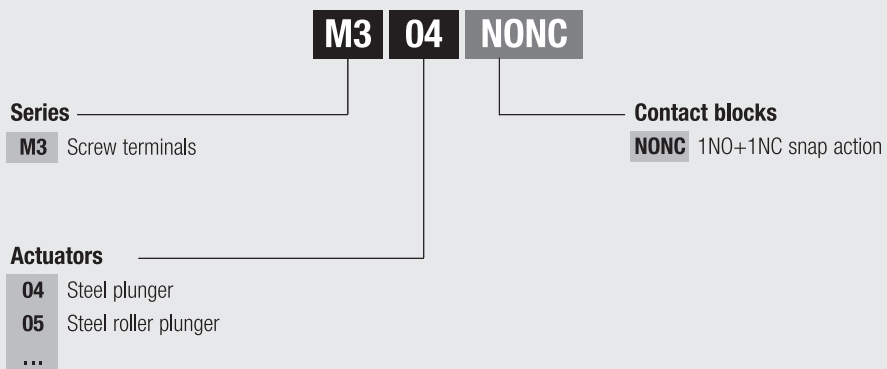 M3 04 NONC
Series
M3 Screw terminals
Contact blocks
NONC 1NO+1NC snap action
Actuators
04 Steel plunger
05 Steel roller plunger
...